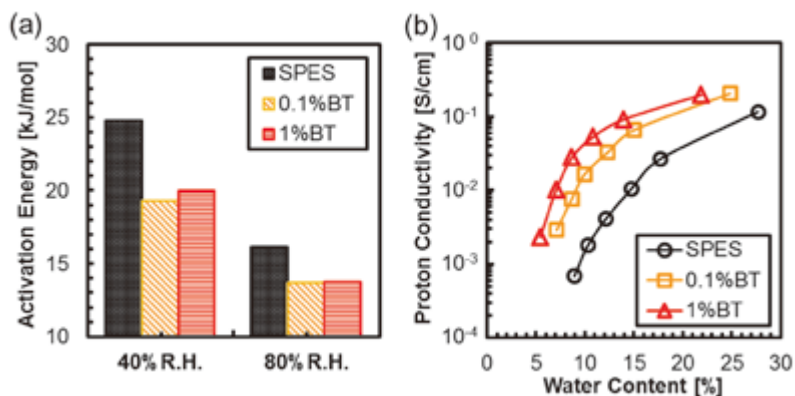 (a)
Activation Energy [kJ/mol]
30
25
20
15
10
SPES
0.1%BT
1%BT
40% R.H.
80% R.H.
(b)
Proton Conductivity [S/cm]
10⁰
10⁻¹
10⁻²
10⁻³
10⁻⁴
SPES
0.1%BT
1%BT
0 5 10 15 20 25 30
Water Content [%]